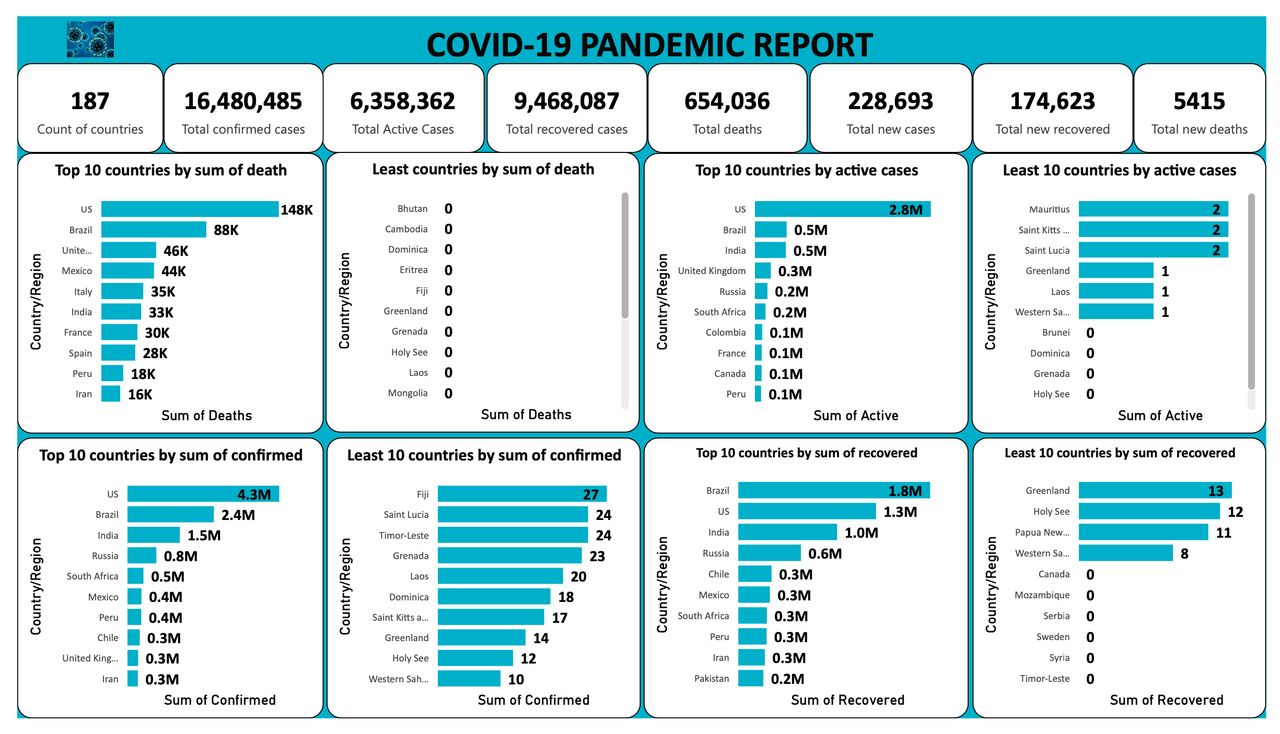 COVID-19 PANDEMIC REPORT
187
Count of countries
16,480,485
Total confirmed cases
6,358,362
Total Active Cases
9,468,087
Total recovered cases
654,036
Total deaths
228,693
Total new cases
174,623
Total new recovered
5415
Total new deaths
Top 10 countries by sum of death
Country/Region
US 148K
Brazil 88K
Unite... 46K
Mexico 44K
Italy 35K
India 33K
France 30K
Spain 28K
Peru 18K
Iran 16K
Sum of Deaths
Least countries by sum of death
Country/Region
Bhutan 0
Cambodia 0
Dominica 0
Eritrea 0
Fiji 0
Greenland 0
Grenada 0
Holy See 0
Laos 0
Mongolia 0
Sum of Deaths
Top 10 countries by active cases
Country/Region
US 2.8M
Brazil 0.5M
India 0.5M
United Kingdom 0.3M
Russia 0.2M
South Africa 0.2M
Colombia 0.1M
France 0.1M
Canada 0.1M
Peru 0.1M
Sum of Active
Least 10 countries by active cases
Country/Region
Mauritius 2
Saint Kitts ... 2
Saint Lucia 2
Greenland 1
Laos 1
Western Sa... 1
Brunei 0
Dominica 0
Grenada 0
Holy See 0
Sum of Active
Top 10 countries by sum of confirmed
Country/Region
US 4.3M
Brazil 2.4M
India 1.5M
Russia 0.8M
South Africa 0.5M
Mexico 0.4M
Peru 0.4M
Chile 0.3M
United King... 0.3M
Iran 0.3M
Sum of Confirmed
Least 10 countries by sum of confirmed
Country/Region
Fiji 27
Saint Lucia 24
Timor-Leste 24
Grenada 23
Laos 20
Dominica 18
Saint Kitts a... 17
Greenland 14
Holy See 12
Western Sah... 10
Sum of Confirmed
Top 10 countries by sum of recovered
Country/Region
Brazil 1.8M
US 1.3M
India 1.0M
Russia 0.6M
Chile 0.3M
Mexico 0.3M
South Africa 0.3M
Peru 0.3M
Iran 0.3M
Pakistan 0.2M
Sum of Recovered
Least 10 countries by sum of recovered
Country/Region
Greenland 13
Holy See 12
Papua New... 11
Western Sa... 8
Canada 0
Mozambique 0
Serbia 0
Sweden 0
Syria 0
Timor-Leste 0
Sum of Recovered